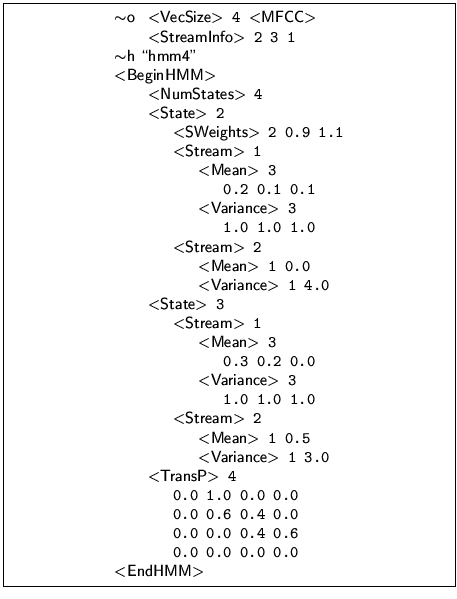 ∼o <VecSize> 4 <MFCC>
<StreamInfo> 2 3 1
∼h “hmm4”
<BeginHMM>
<NumStates> 4
<State> 2
<SWeights> 2 0.9 1.1
<Stream> 1
<Mean> 3
0.2 0.1 0.1
<Variance> 3
1.0 1.0 1.0
<Stream> 2
<Mean> 1 0.0
<Variance> 1 4.0
<State> 3
<Stream> 1
<Mean> 3
0.3 0.2 0.0
<Variance> 3
1.0 1.0 1.0
<Stream> 2
<Mean> 1 0.5
<Variance> 1 3.0
<TransP> 4
0.0 1.0 0.0 0.0
0.0 0.6 0.4 0.0
0.0 0.0 0.4 0.6
0.0 0.0 0.0 0.0
<EndHMM>